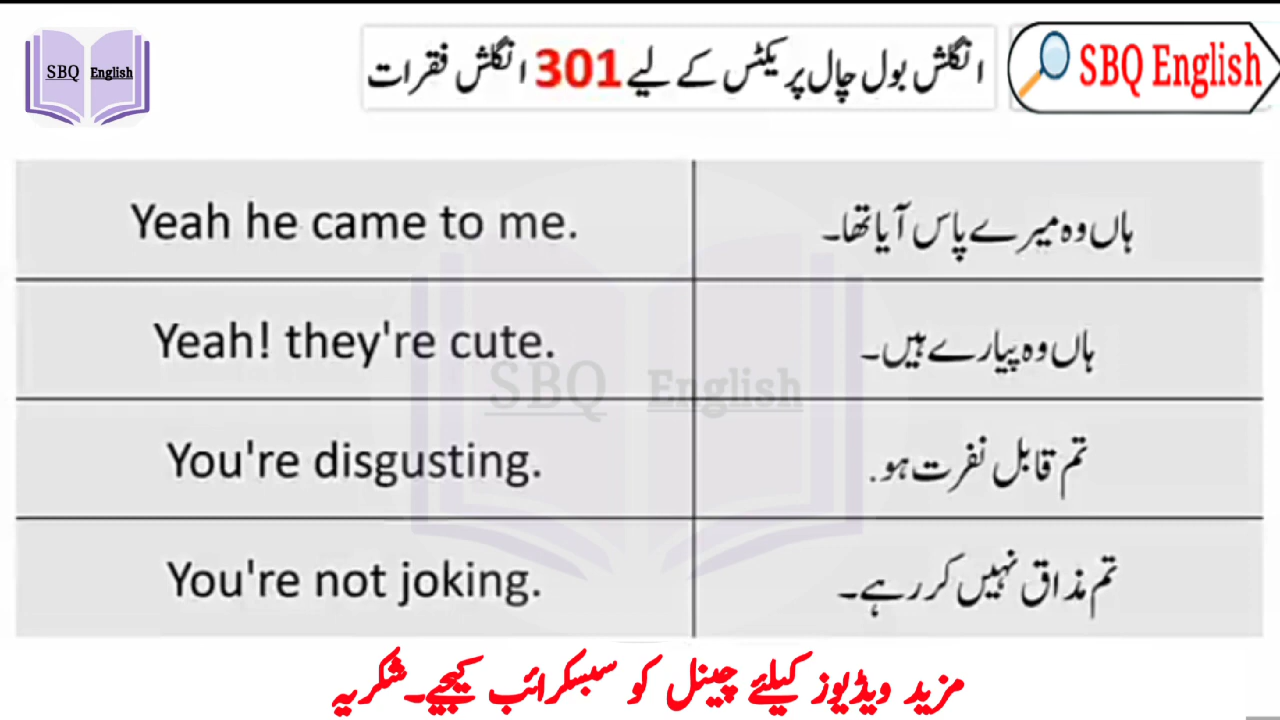 SBQ English
انگلش بول چال پریکٹس کے لیے 301 انگلش فقرات
SBQ English
Yeah he came to me.
ہاں وہ میرے پاس آیا تھا۔
Yeah! they're cute.
ہاں وہ پیارے ہیں۔
SBQ English
You're disgusting.
تم قابل نفرت ہو.
You're not joking.
تم مذاق نہیں کر رہے۔
مزید ویڈیوز کیلئے چینل کو سبسکرائب کیجیے۔شکریہ